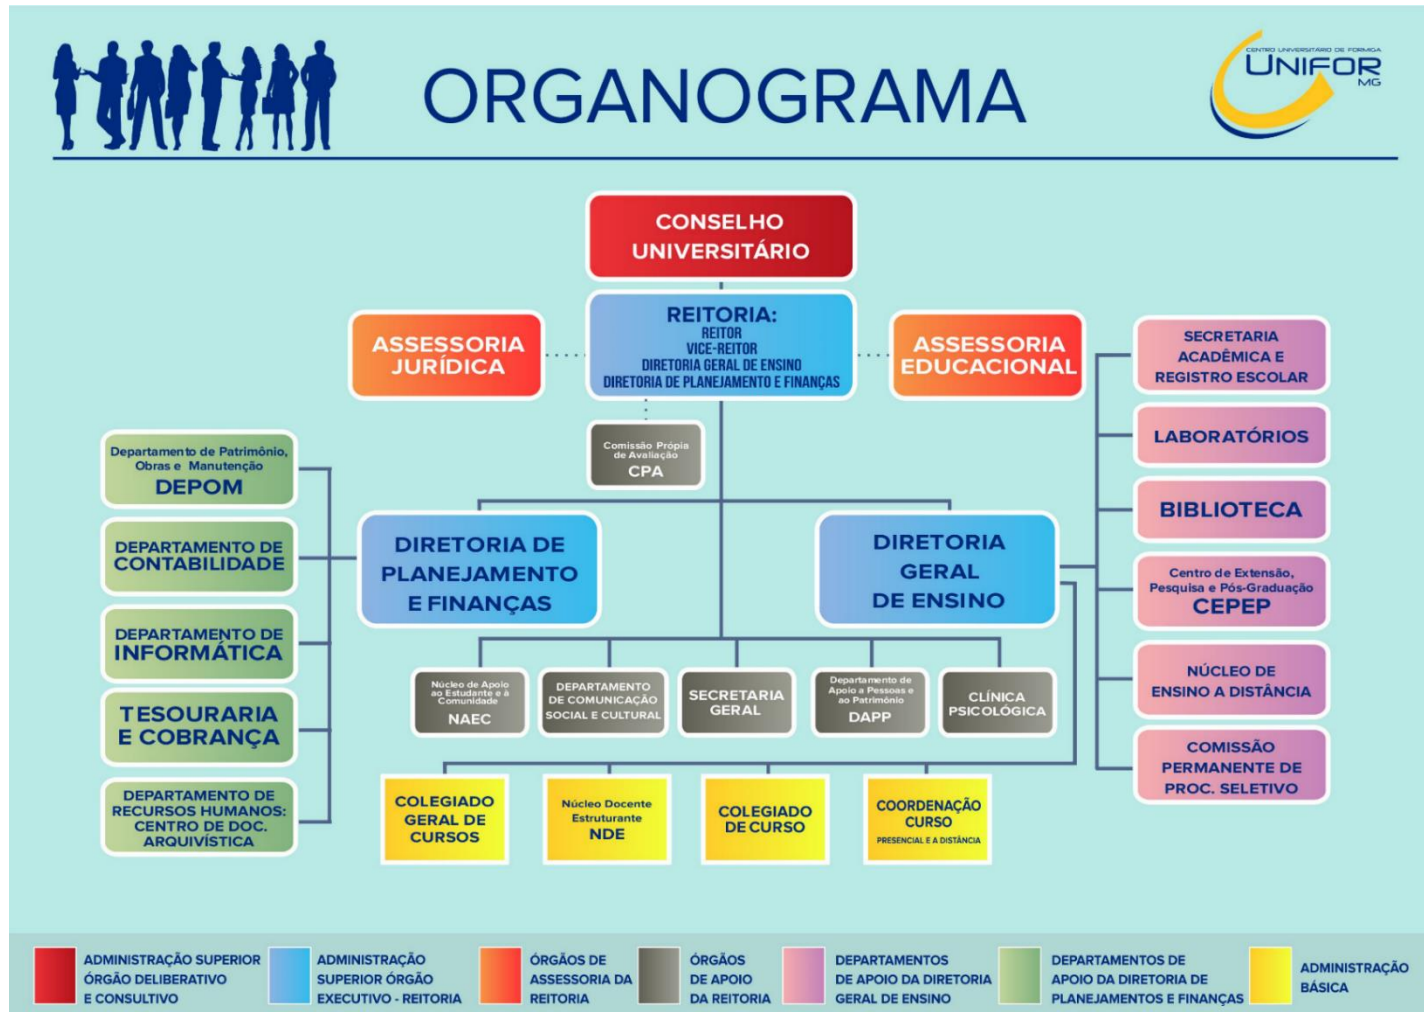 ORGANOGRAMA
CENTRO UNIVERSITÁRIO DE FORMIGA
UNIFOR
MG
CONSELHO
UNIVERSITÁRIO
REITORIA:
REITOR
VICE-REITOR
DIRETORIA GERAL DE ENSINO
DIRETORIA DE PLANEJAMENTO E FINANÇAS
ASSESSORIA
JURÍDICA
ASSESSORIA
EDUCACIONAL
Comissão Própia
de Avaliação
CPA
DIRETORIA DE
PLANEJAMENTO
E FINANÇAS
DIRETORIA
GERAL
DE ENSINO
Departamento de Patrimônio,
Obras e Manutenção
DEPOM
DEPARTAMENTO DE
CONTABILIDADE
DEPARTAMENTO DE
INFORMÁTICA
TESOURARIA
E COBRANÇA
DEPARTAMENTO DE
RECURSOS HUMANOS:
CENTRO DE DOC.
ARQUIVÍSTICA
SECRETARIA
ACADÊMICA E
REGISTRO ESCOLAR
LABORATÓRIOS
BIBLIOTECA
Centro de Extensão,
Pesquisa e Pós-Graduação
CEPEP
NÚCLEO DE
ENSINO A DISTÂNCIA
COMISSÃO
PERMANENTE DE
PROC. SELETIVO
Núcleo de Apoio
ao Estudante e à
Comunidade
NAEC
DEPARTAMENTO
DE COMUNICAÇÃO
SOCIAL E CULTURAL
SECRETARIA
GERAL
Departamento de
Apoio a Pessoas e
ao Patrimônio
DAPP
CLÍNICA
PSICOLÓGICA
COLEGIADO
GERAL DE
CURSOS
Núcleo Docente
Estruturante
NDE
COLEGIADO
DE CURSO
COORDENAÇÃO
CURSO
PRESENCIAL E A DISTÂNCIA
ADMINISTRAÇÃO SUPERIOR
ÓRGÃO DELIBERATIVO
E CONSULTIVO
ADMINISTRAÇÃO
SUPERIOR ÓRGÃO
EXECUTIVO - REITORIA
ÓRGÃOS DE
ASSESSORIA DA
REITORIA
ÓRGÃOS
DE APOIO
DA REITORIA
DEPARTAMENTOS
DE APOIO DA DIRETORIA
GERAL DE ENSINO
DEPARTAMENTOS DE
APOIO DA DIRETORIA DE
PLANEJAMENTOS E FINANÇAS
ADMINISTRAÇÃO
BÁSICA